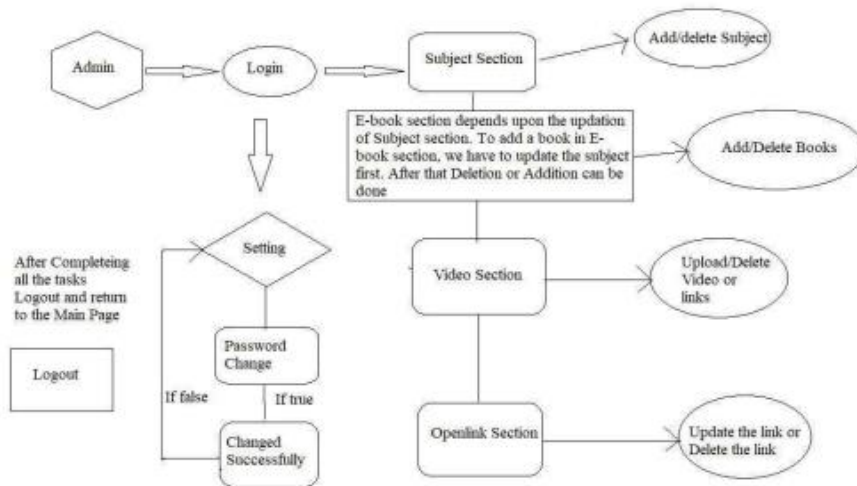 Admin
Login
Subject Section
Add/delete Subject
E-book section depends upon the updation
of Subject section. To add a book in E-
book section, we have to update the subject
first. After that Deletion or Addition can be
done
Add/Delete Books
Setting
After Completeing
all the tasks
Logout and return
to the Main Page
Video Section
Upload/Delete
Video or
links
Password
Change
Logout
If false
If true
Changed
Successfully
Openlink Section
Update the link or
Delete the link